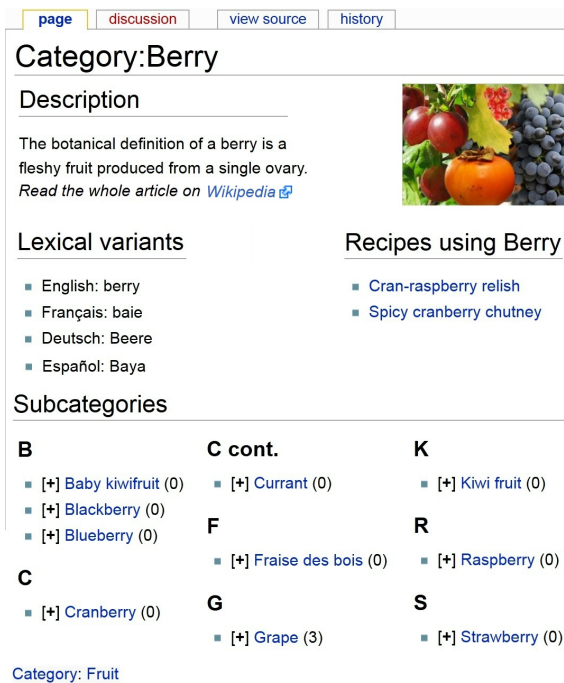 page discussion view source history
Category:Berry
Description
The botanical definition of a berry is a
fleshy fruit produced from a single ovary.
Read the whole article on Wikipedia
Lexical variants
English: berry
Français: baie
Deutsch: Beere
Español: Baya
Recipes using Berry
Cran-raspberry relish
Spicy cranberry chutney
Subcategories
B
[+] Baby kiwifruit (0)
[+] Blackberry (0)
[+] Blueberry (0)
C
[+] Cranberry (0)
C cont.
[+] Currant (0)
F
[+] Fraise des bois (0)
G
[+] Grape (3)
K
[+] Kiwi fruit (0)
R
[+] Raspberry (0)
S
[+] Strawberry (0)
Category: Fruit